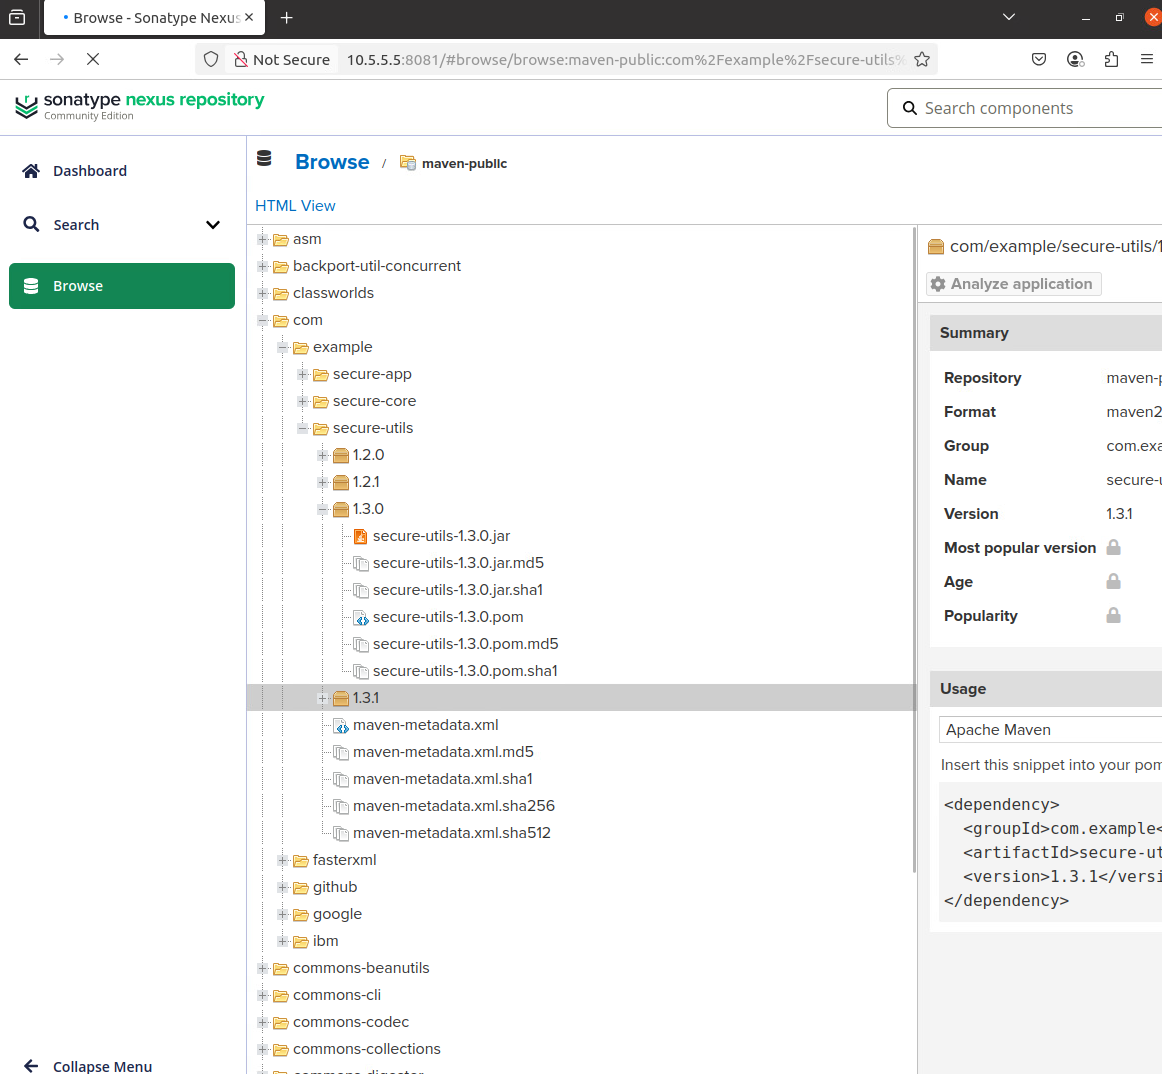 Browse - Sonatype Nexus
Not Secure
10.5.5.5:8081/#browse/browse:maven-public:com%2Fexample%2Fsecure-utils%
sonatype nexus repository
Community Edition
Search components
Dashboard
Search
Browse
Collapse Menu
Browse / maven-public
HTML View
asm
backport-util-concurrent
classworlds
com
example
secure-app
secure-core
secure-utils
1.2.0
1.2.1
1.3.0
secure-utils-1.3.0.jar
secure-utils-1.3.0.jar.md5
secure-utils-1.3.0.jar.sha1
secure-utils-1.3.0.pom
secure-utils-1.3.0.pom.md5
secure-utils-1.3.0.pom.sha1
1.3.1
maven-metadata.xml
maven-metadata.xml.md5
maven-metadata.xml.sha1
maven-metadata.xml.sha256
maven-metadata.xml.sha512
fasterxml
github
google
ibm
commons-beanutils
commons-cli
commons-codec
commons-collections
commons-digester
com/example/secure-utils/1
Analyze application
Summary
Repository maven-p
Format maven2
Group com.exa
Name secure-u
Version 1.3.1
Most popular version
Age
Popularity
Usage
Apache Maven
Insert this snippet into your pom
<dependency>
<groupId>com.example<
<artifactId>secure-ut
<version>1.3.1</versi
</dependency>